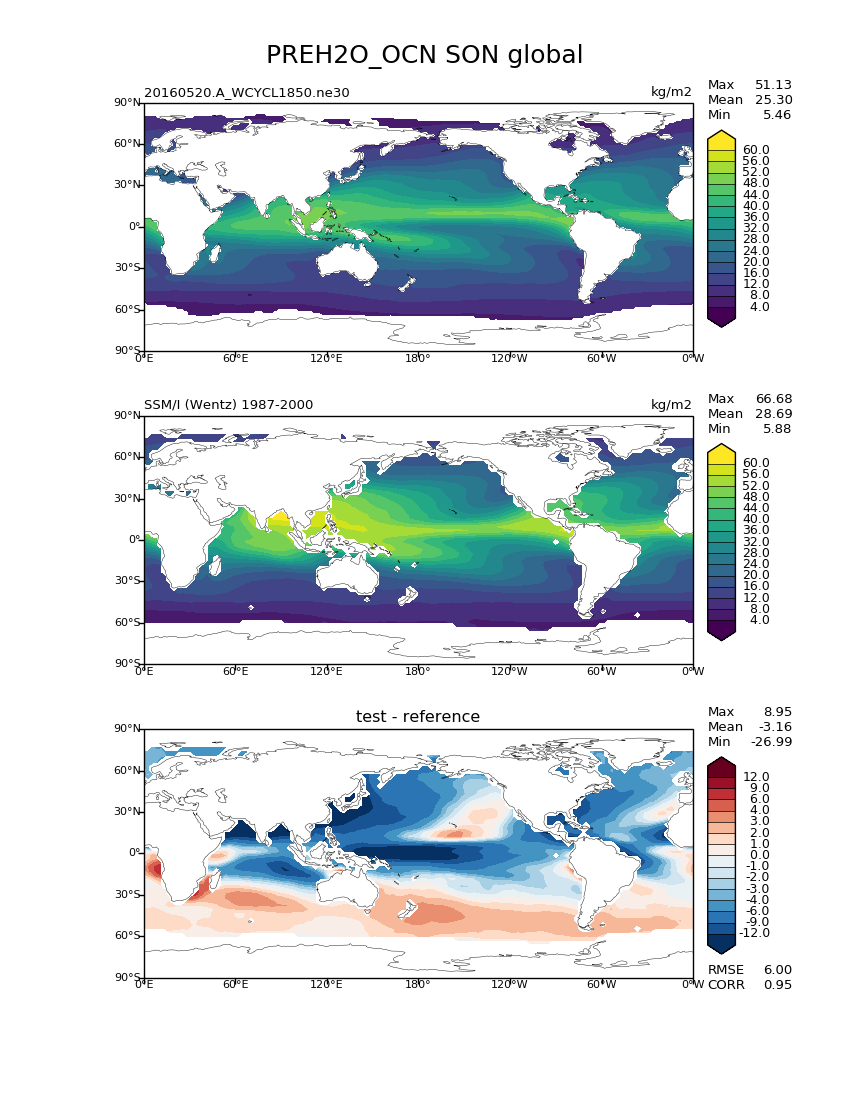 PREH2O_OCN SON global
20160520.A_WCYCL1850.ne30
kg/m2
Max 51.13
Mean 25.30
Min 5.46
90°N
60°N
30°N
0°
30°S
60°S
90°S
0°E 60°E 120°E 180° 120°W 60°W 0°W
60.0
56.0
52.0
48.0
44.0
40.0
36.0
32.0
28.0
24.0
20.0
16.0
12.0
8.0
4.0
SSM/I (Wentz) 1987-2000
kg/m2
Max 66.68
Mean 28.69
Min 5.88
90°N
60°N
30°N
0°
30°S
60°S
90°S
0°E 60°E 120°E 180° 120°W 60°W 0°W
60.0
56.0
52.0
48.0
44.0
40.0
36.0
32.0
28.0
24.0
20.0
16.0
12.0
8.0
4.0
test - reference
Max 8.95
Mean -3.16
Min -26.99
90°N
60°N
30°N
0°
30°S
60°S
90°S
0°E 60°E 120°E 180° 120°W 60°W 0°W
12.0
9.0
6.0
4.0
3.0
2.0
1.0
0.0
-1.0
-2.0
-3.0
-4.0
-6.0
-9.0
-12.0
RMSE 6.00
CORR 0.95